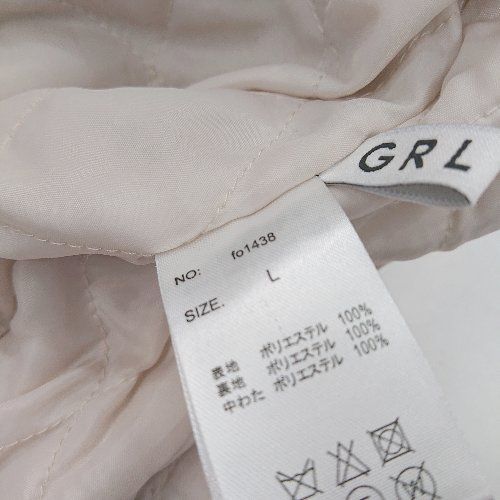 GRL
NO: fo1438
SIZE. L
表地 ポリエステル 100%
裏地 ポリエステル 100%
中わた ポリエステル 100%